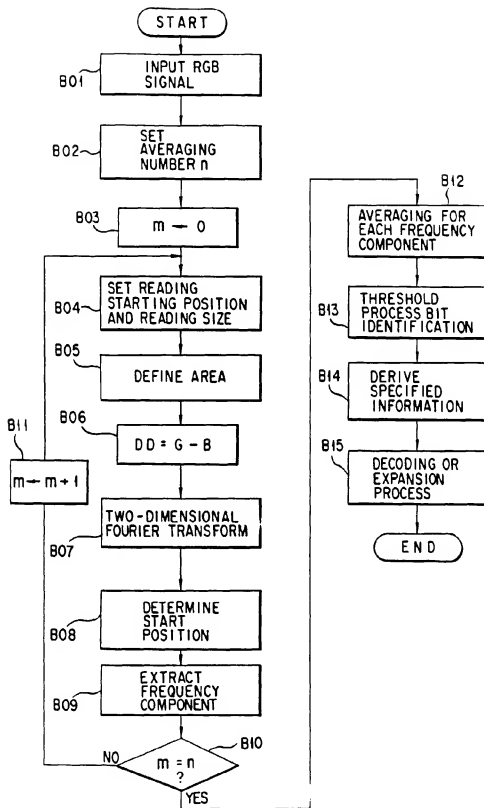 START
B01
INPUT RGB
SIGNAL
B02
SET
AVERAGING
NUMBER n
B03
m ← 0
B04
SET READING
STARTING POSITION
AND READING SIZE
B05
DEFINE AREA
B06
DD = G - B
B11
m ← m + 1
B07
TWO-DIMENSIONAL
FOURIER TRANSFORM
B08
DETERMINE
START
POSITION
B09
EXTRACT
FREQUENCY
COMPONENT
B10
m = n
?
NO
YES
B12
AVERAGING FOR
EACH FREQUENCY
COMPONENT
B13
THRESHOLD
PROCESS BIT
IDENTIFICATION
B14
DERIVE
SPECIFIED
INFORMATION
B15
DECODING OR
EXPANSION
PROCESS
END